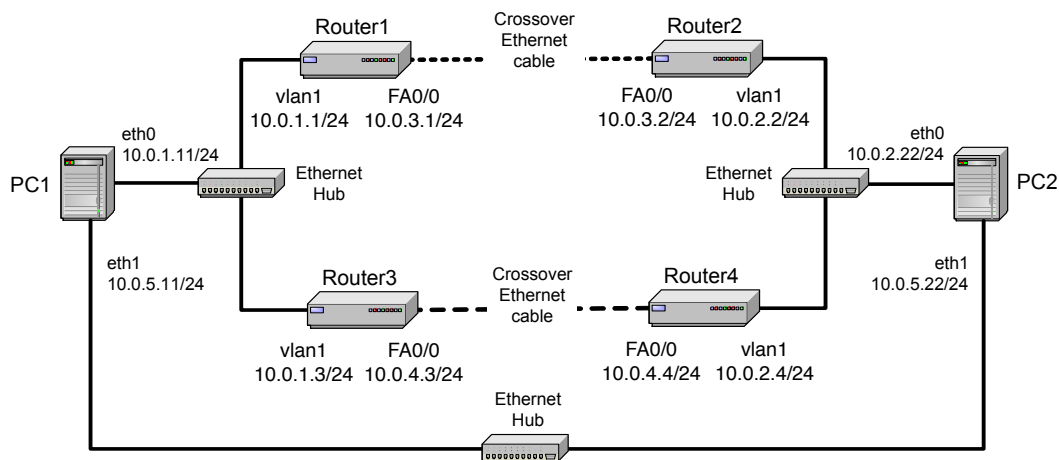 Router1
Crossover
Ethernet
cable
Router2
vlan1
10.0.1.1/24
FA0/0
10.0.3.1/24
FA0/0
10.0.3.2/24
vlan1
10.0.2.2/24
eth0
10.0.1.11/24
PC1
Ethernet
Hub
Ethernet
Hub
eth0
10.0.2.22/24
PC2
eth1
10.0.5.11/24
eth1
10.0.5.22/24
Router3
Crossover
Ethernet
cable
Router4
vlan1
10.0.1.3/24
FA0/0
10.0.4.3/24
FA0/0
10.0.4.4/24
vlan1
10.0.2.4/24
Ethernet
Hub